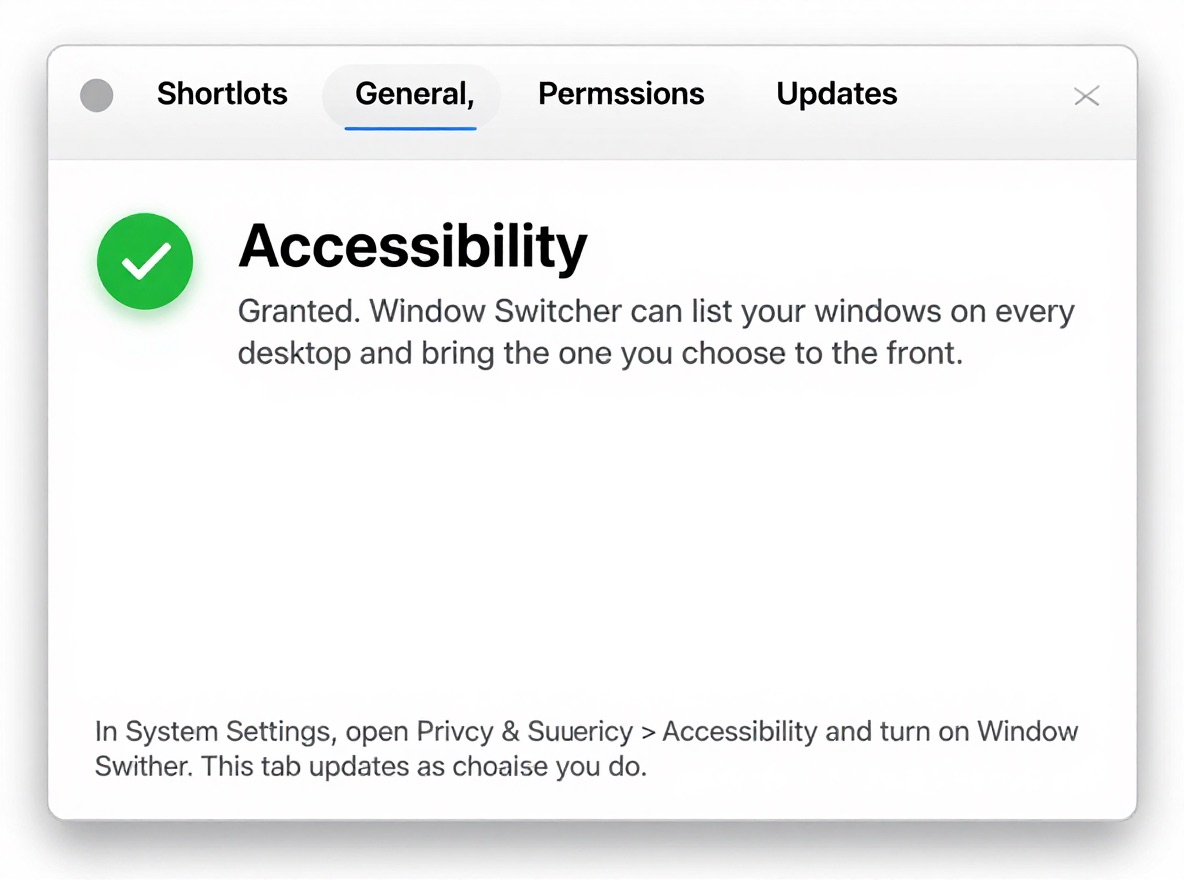 Shortlots General, Permssions Updates
Accessibility
Granted. Window Switcher can list your windows on every
desktop and bring the one you choose to the front.
In System Settings, open Privcy & Suuericy > Accessibility and turn on Window
Swither. This tab updates as choaise you do.